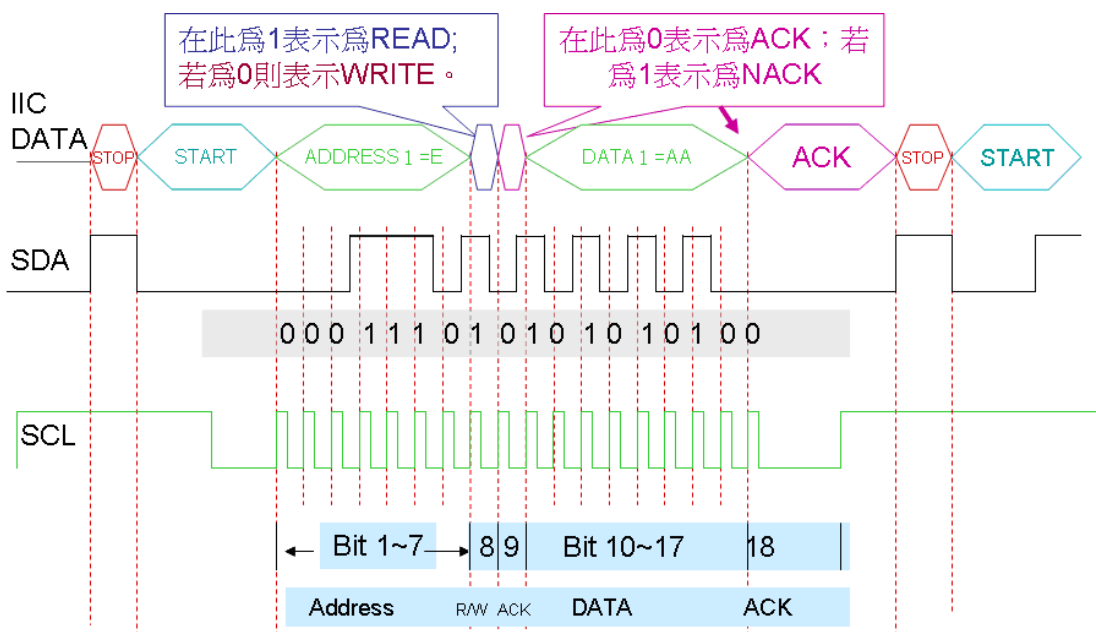 在此爲1表示爲READ;
若爲0則表示WRITE。
在此爲0表示爲ACK；若
爲1表示爲NACK
IIC
DATA
STOP
START
ADDRESS 1 =E
DATA 1 =AA
ACK
STOP
START
SDA
0 0 0 1 1 1 0 1 0 1 0 1 0 1 0 1 0 0
SCL
Bit 1~7
8
9
Bit 10~17
18
Address
R/W
ACK
DATA
ACK